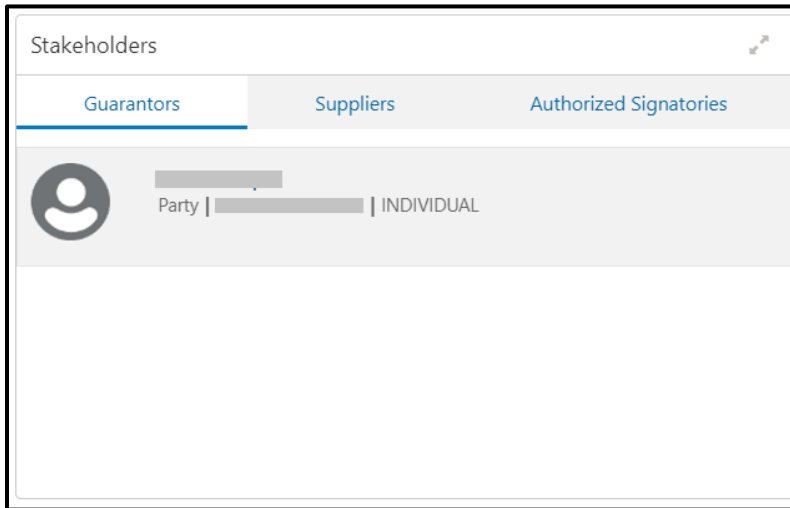 Stakeholders
Guarantors Suppliers Authorized Signatories
Party | | INDIVIDUAL